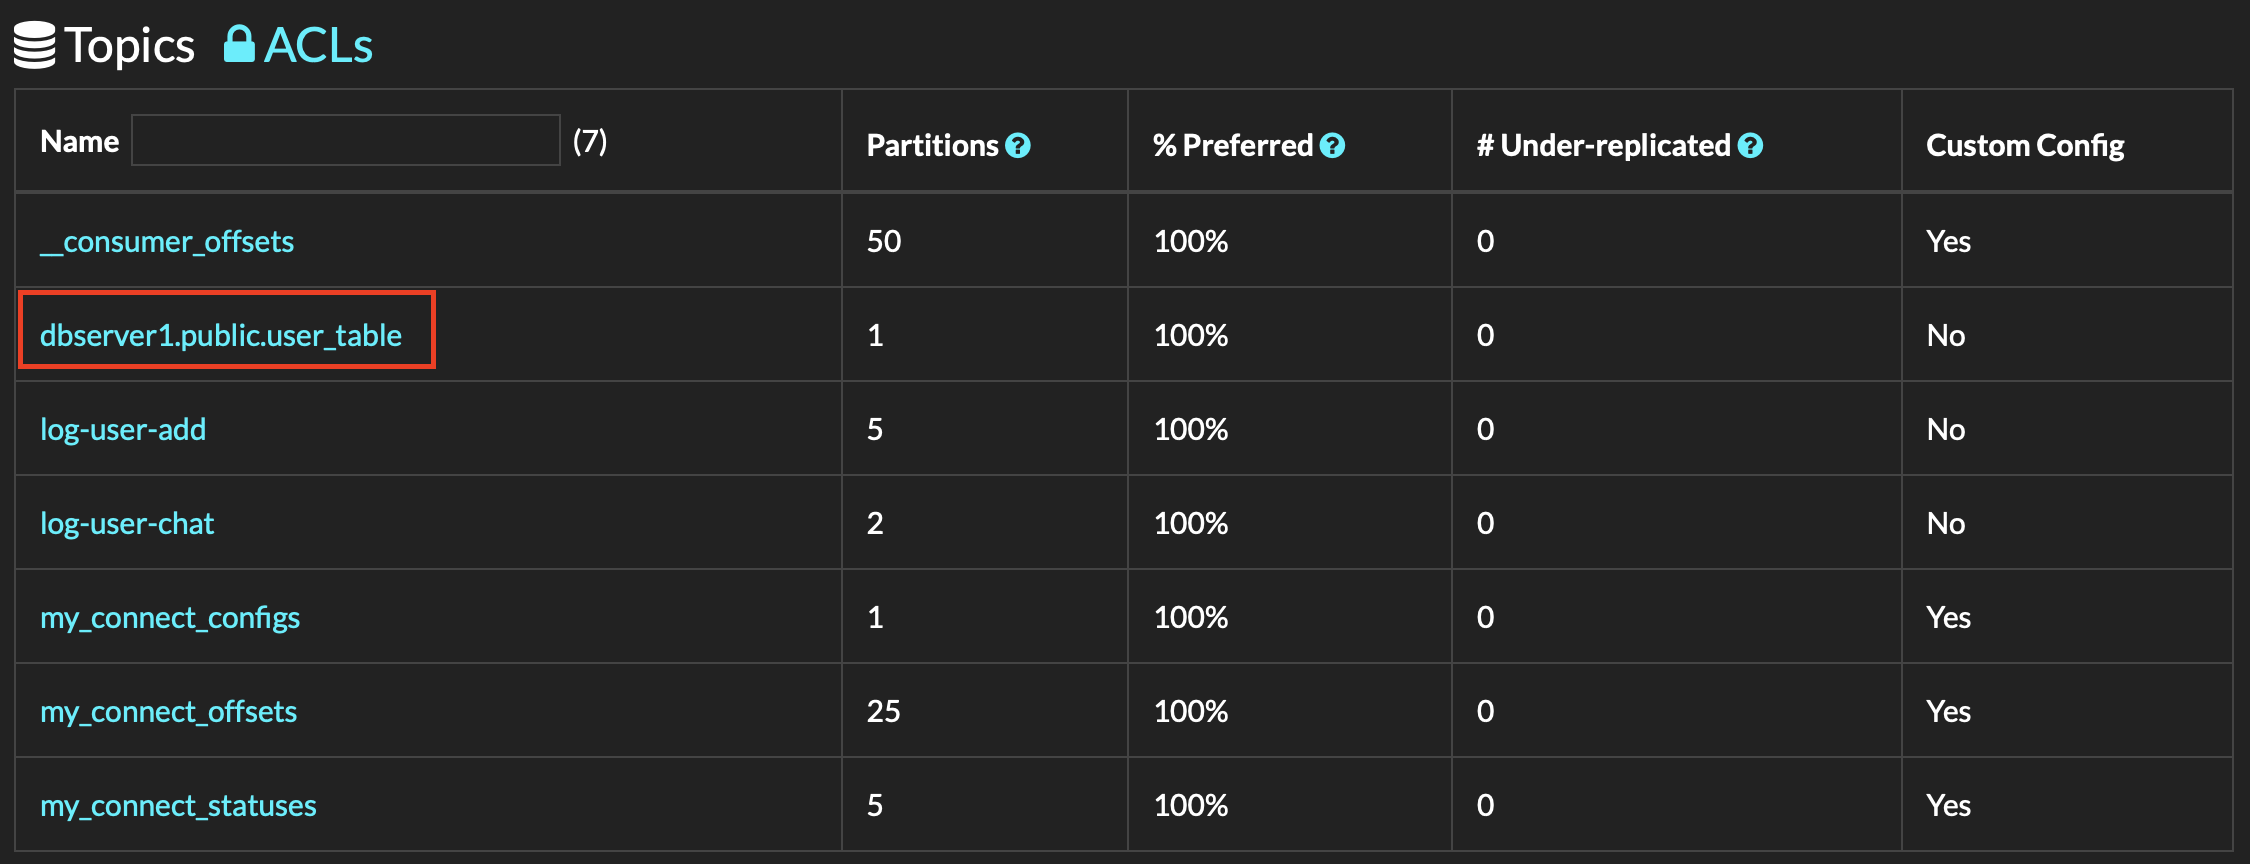 Topics ACLs
Name (7) Partitions ? % Preferred ? # Under-replicated ? Custom Config
__consumer_offsets 50 100% 0 Yes
dbserver1.public.user_table 1 100% 0 No
log-user-add 5 100% 0 No
log-user-chat 2 100% 0 No
my_connect_configs 1 100% 0 Yes
my_connect_offsets 25 100% 0 Yes
my_connect_statuses 5 100% 0 Yes